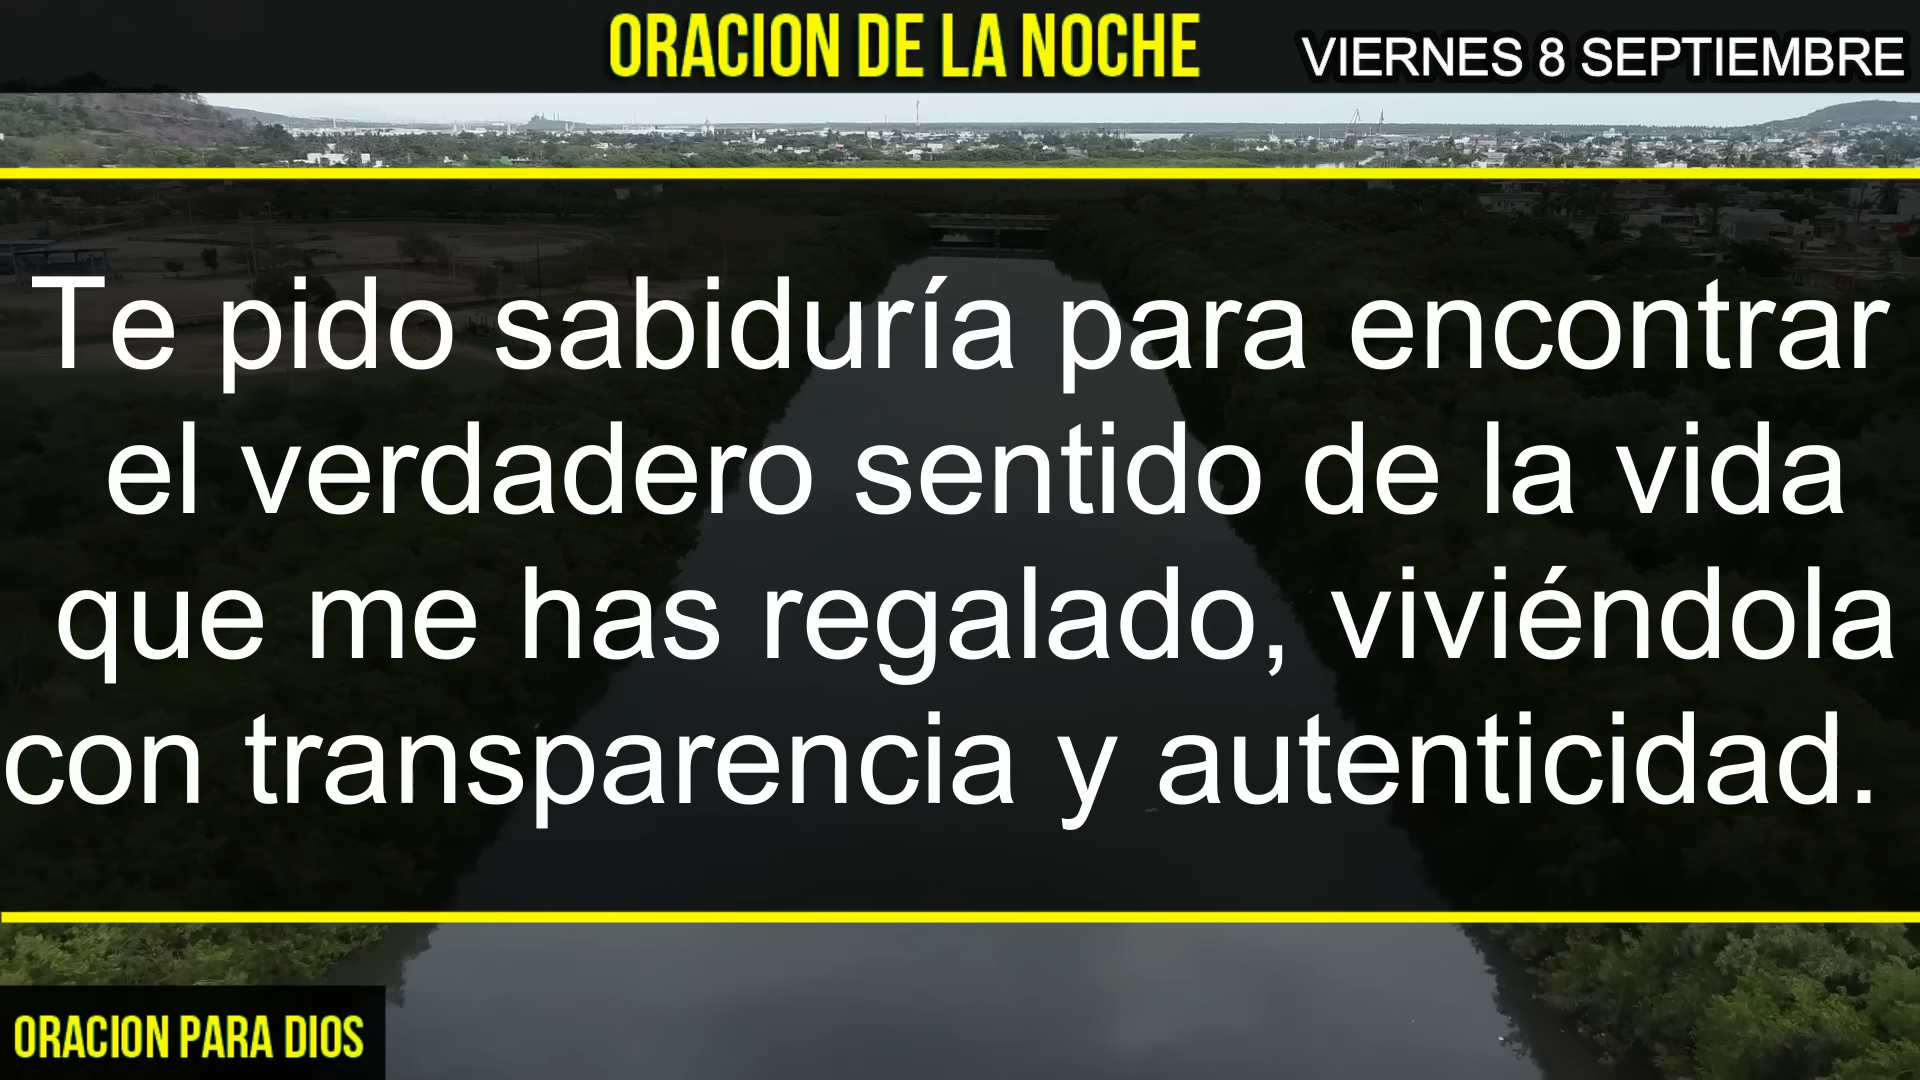 ORACION DE LA NOCHE
VIERNES 8 SEPTIEMBRE
Te pido sabiduría para encontrar
el verdadero sentido de la vida
que me has regalado, viviéndola
con transparencia y autenticidad.
ORACION PARA DIOS